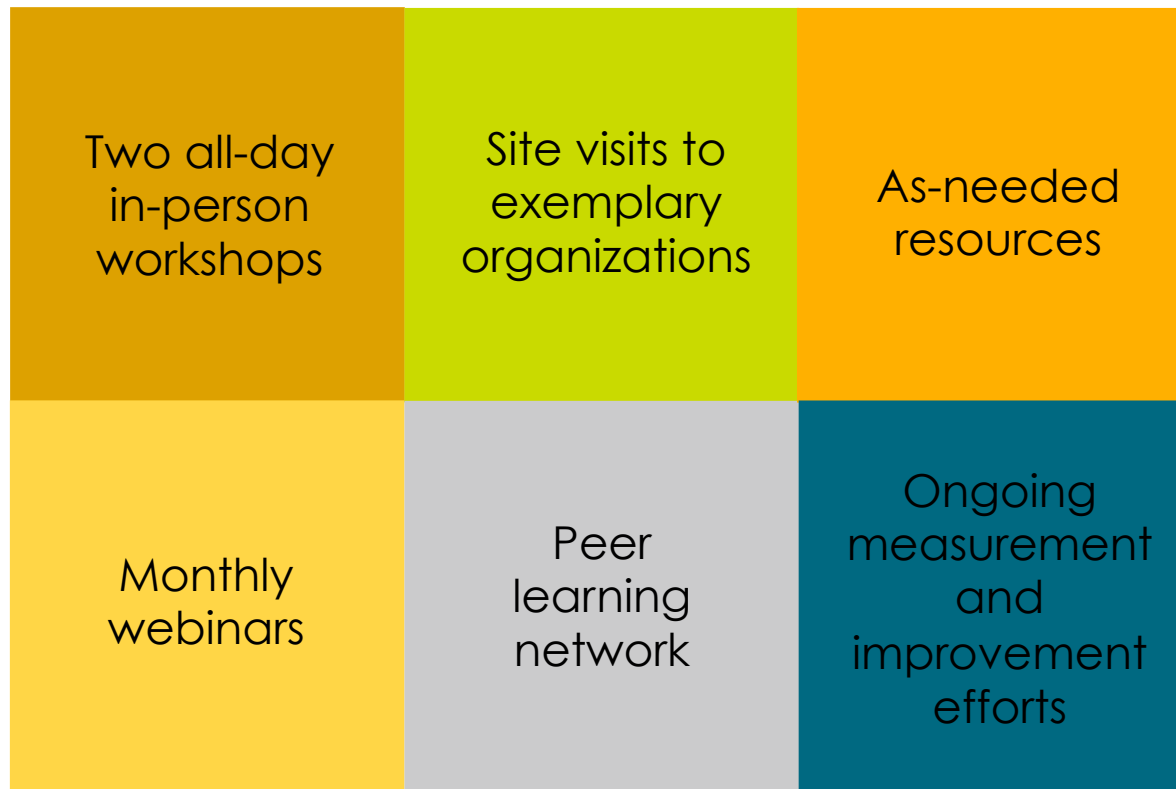 Two all-day
in-person
workshops
Site visits to
exemplary
organizations
As-needed
resources
Monthly
webinars
Peer
learning
network
Ongoing
measurement
and
improvement
efforts